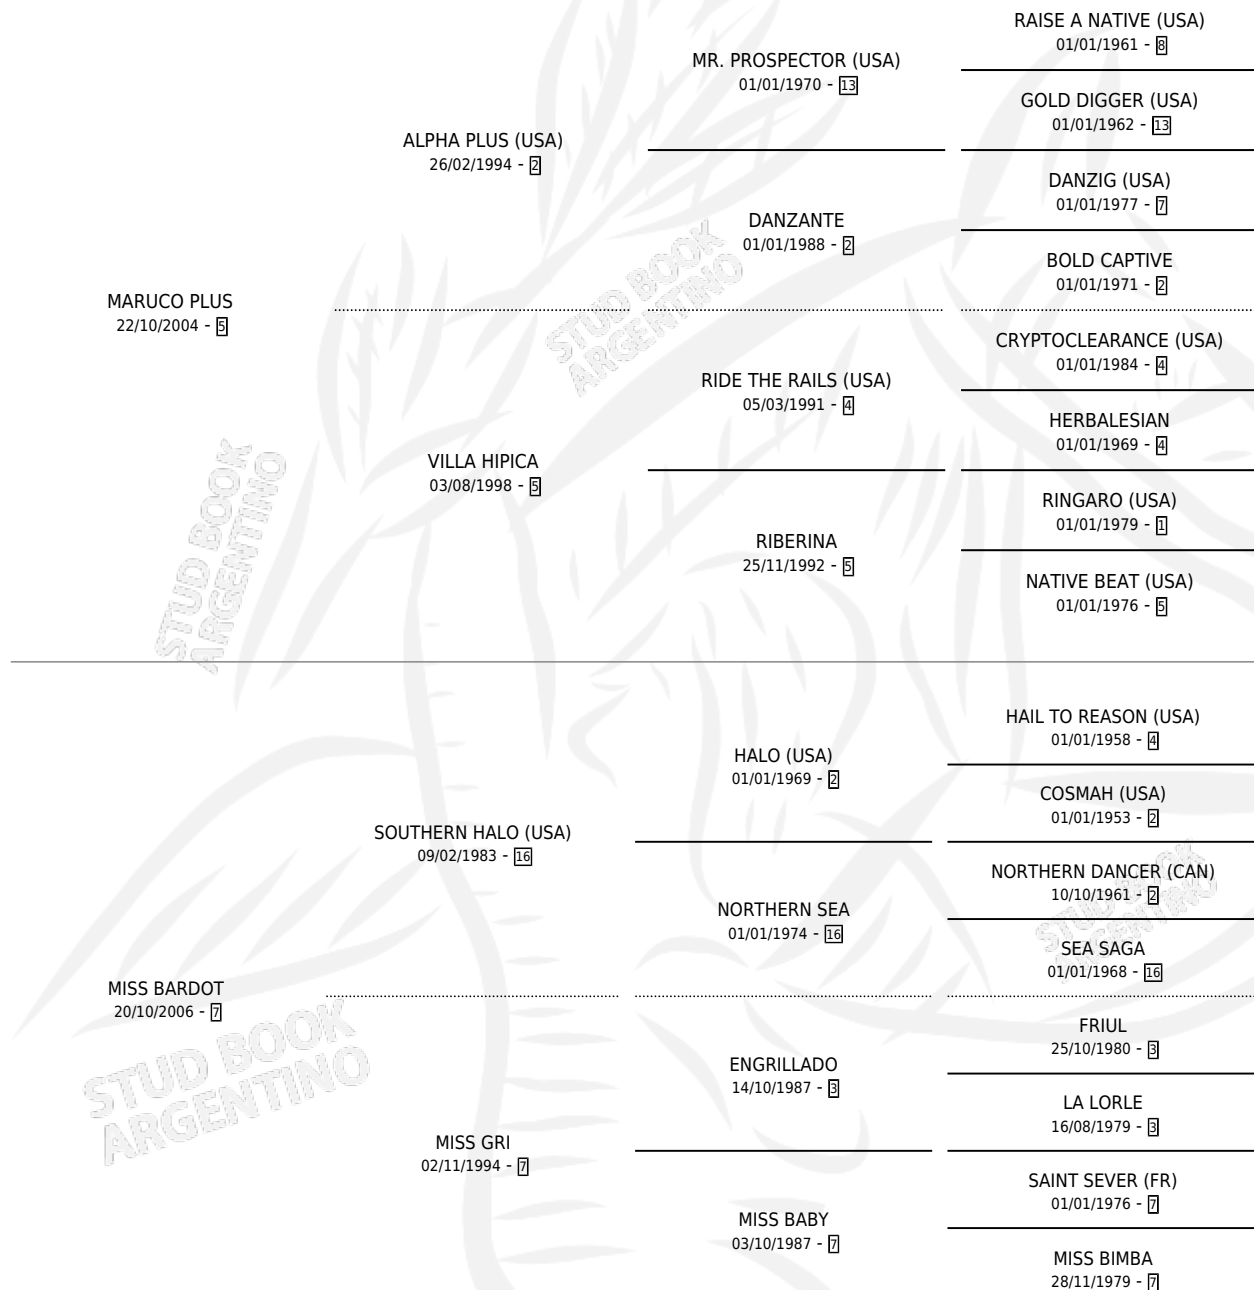 RAISE A NATIVE (USA)
01/01/1961 - 8
MR. PROSPECTOR (USA)
01/01/1970 - 13
GOLD DIGGER (USA)
01/01/1962 - 13
ALPHA PLUS (USA)
26/02/1994 - 2
DANZIG (USA)
01/01/1977 - 7
DANZANTE
01/01/1988 - 2
BOLD CAPTIVE
01/01/1971 - 2
MARUCO PLUS
22/10/2004 - 5
CRYPTOCLEARANCE (USA)
01/01/1984 - 4
RIDE THE RAILS (USA)
05/03/1991 - 4
HERBALESIAN
01/01/1969 - 4
VILLA HIPICA
03/08/1998 - 5
RINGARO (USA)
01/01/1979 - 1
RIBERINA
25/11/1992 - 5
NATIVE BEAT (USA)
01/01/1976 - 5
HAIL TO REASON (USA)
01/01/1958 - 4
HALO (USA)
01/01/1969 - 2
COSMAH (USA)
01/01/1953 - 2
SOUTHERN HALO (USA)
09/02/1983 - 16
NORTHERN DANCER (CAN)
10/10/1961 - 2
NORTHERN SEA
01/01/1974 - 16
SEA SAGA
01/01/1968 - 16
MISS BARDOT
20/10/2006 - 7
FRIUL
25/10/1980 - 3
ENGRILLADO
14/10/1987 - 3
LA LORLE
16/08/1979 - 3
MISS GRI
02/11/1994 - 7
SAINT SEVER (FR)
01/01/1976 - 7
MISS BABY
03/10/1987 - 7
MISS BIMBA
28/11/1979 - 7
STUD BOOK
ARGENTINO
STUD BOOK
ARGENTINO
STUD BOOK
ARGENTINO
STUD BOOK
ARGENTINO